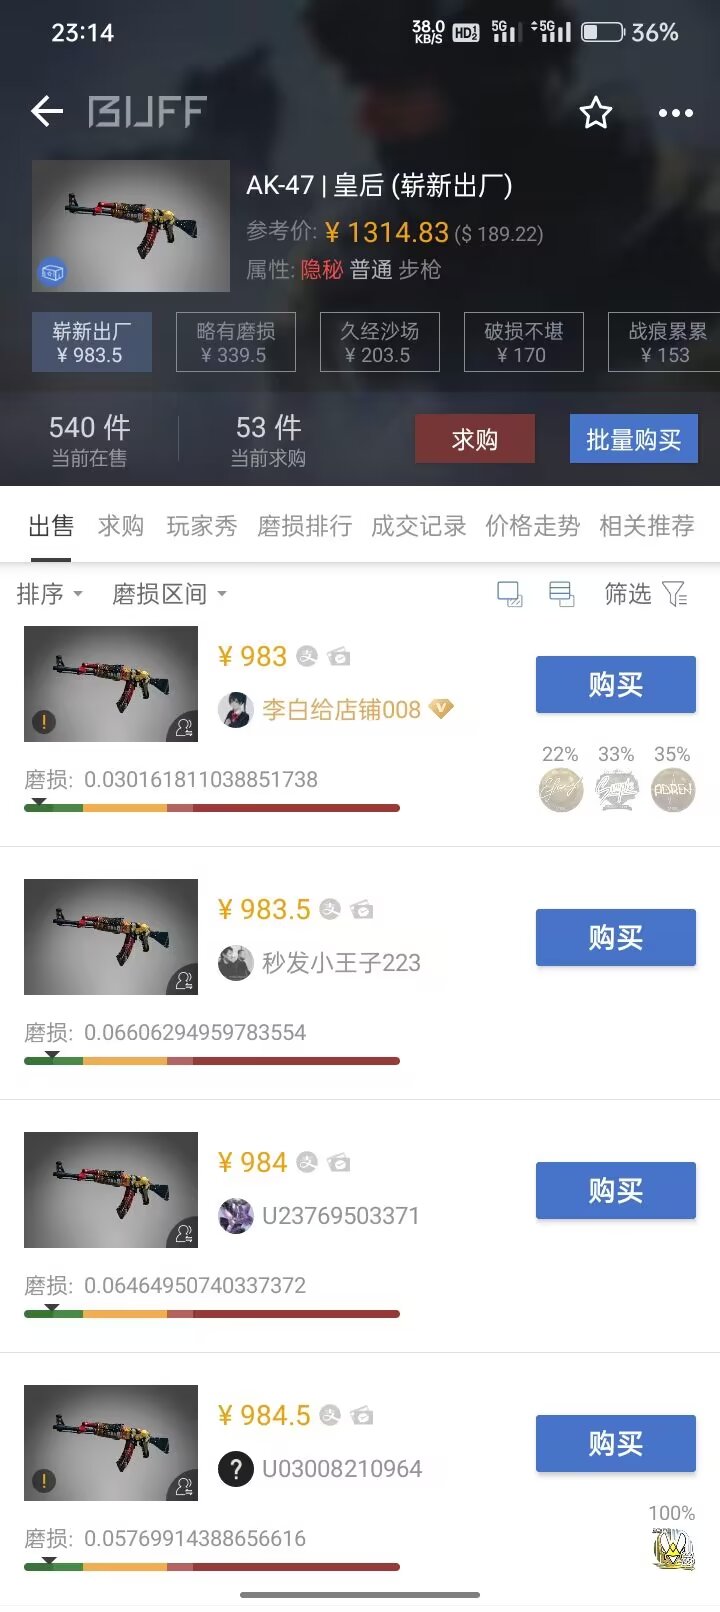 23:14
38.0 KB/S HD 5G 5G 36%
BUFF
AK-47 | 皇后 (崭新出厂)
参考价: ¥ 1314.83 ($ 189.22)
属性: 隐秘 普通 步枪
崭新出厂 略有磨损 久经沙场 破损不堪 战痕累累
¥ 983.5 ¥ 339.5 ¥ 203.5 ¥ 170 ¥ 153
540 件 53 件 求购 批量购买
当前在售 当前求购
出售 求购 玩家秀 磨损排行 成交记录 价格走势 相关推荐
排序 磨损区间 筛选
¥ 983
购买
李白给店铺008
22% 33% 35%
磨损: 0.030161811038851738
¥ 983.5
购买
秒发小王子223
磨损: 0.06606294959783554
¥ 984
购买
U23769503371
磨损: 0.06464950740337372
¥ 984.5
购买
U03008210964
100%
磨损: 0.05769914388656616